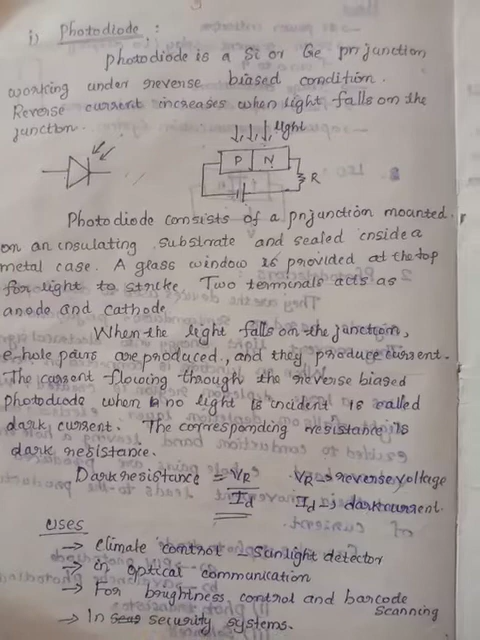 i) Photodiode :
photodiode is a Si or Ge pnjunction
working under reverse biased condition.
Reverse current increases when light falls on the
junction.
light
P N
R
Photodiode consists of a pnjunction mounted
on an insulating substrate and sealed inside a
metal case. A glass window is provided at the top
for light to strike. Two terminals acts as
anode and cathode.
When the light falls on the junction,
e-hole pairs are produced, and they produce current.
The current flowing through the reverse biased
photodiode when no light is incident is called
dark current. The corresponding resistance is
dark resistance.
Dark resistance = VR / Id VR → reverse voltage
Id → dark current.
Uses
→ climate control - Sunlight detector
→ in optical communication
→ For brightness control and barcode
scanning
→ In security systems.